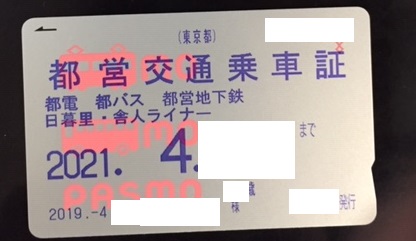 (東京都)
都営交通乗車証
都電 都バス 都営地下鉄
日暮里・舎人ライナー
2021. 4. まで
PASMO
2019.-4
様 発行